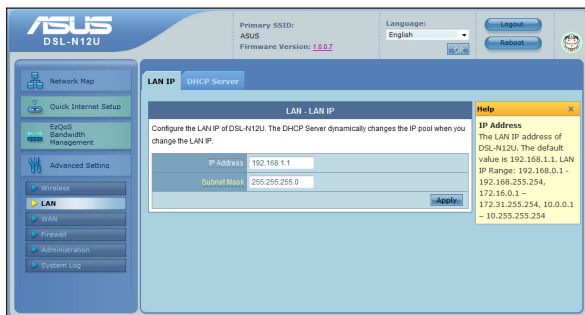 ASUS
DSL-N12U
Primary SSID:
ASUS
Firmware Version: 1.0.0.7
Language:
English
OK
Logout
Reboot
Network Map
Quick Internet Setup
EzQoS
Bandwidth
Management
Advanced Setting
Wireless
LAN
WAN
Firewall
Administration
System Log
LAN IP
DHCP Server
LAN - LAN IP
Configure the LAN IP of DSL-N12U. The DHCP Server dynamically changes the IP pool when you
change the LAN IP.
IP Address 192.168.1.1
Subnet Mask 255.255.255.0
Apply
Help ×
IP Address
The LAN IP address of
DSL-N12U. The default
value is 192.168.1.1. LAN
IP Range: 192.168.0.1 -
192.168.255.254,
172.16.0.1 –
172.31.255.254, 10.0.0.1
– 10.255.255.254